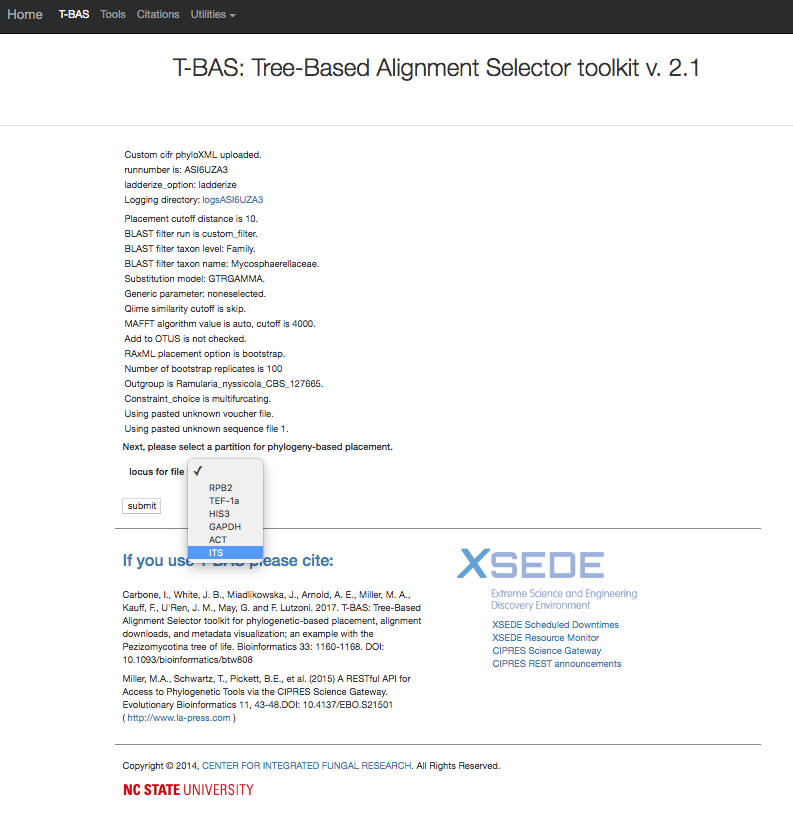 Home T-BAS Tools Citations Utilities
T-BAS: Tree-Based Alignment Selector toolkit v. 2.1
Custom cifr phyloXML uploaded.
runnumber is: ASI6UZA3
ladderize_option: ladderize
Logging directory: logsASI6UZA3
Placement cutoff distance is 10.
BLAST filter run is custom_filter.
BLAST filter taxon level: Family.
BLAST filter taxon name: Mycosphaerellaceae.
Substitution model: GTRGAMMA.
Generic parameter: noneselected.
Qiime similarity cutoff is skip.
MAFFT algorithm value is auto, cutoff is 4000.
Add to OTUS is not checked.
RAxML placement option is bootstrap.
Number of bootstrap replicates is 100
Outgroup is Ramularia_nyssicola_CBS_127665.
Constraint_choice is multifurcating.
Using pasted unknown voucher file.
Using pasted unknown sequence file 1.
Next, please select a partition for phylogeny-based placement.
locus for file ✓
RPB2
TEF-1a
HIS3
GAPDH
ACT
ITS
submit
If you use T-BAS please cite:
Carbone, I., White, J. B., Miadlikowska, J., Arnold, A. E., Miller, M. A.,
Kauff, F., U'Ren, J. M., May, G. and F. Lutzoni. 2017. T-BAS: Tree-Based
Alignment Selector toolkit for phylogenetic-based placement, alignment
downloads, and metadata visualization; an example with the
Pezizomycotina tree of life. Bioinformatics 33: 1160-1168. DOI:
10.1093/bioinformatics/btw808
Miller, M.A., Schwartz, T., Pickett, B.E., et al. (2015) A RESTful API for
Access to Phylogenetic Tools via the CIPRES Science Gateway.
Evolutionary Bioinformatics 11, 43-48.DOI: 10.4137/EBO.S21501
( http://www.la-press.com )
XSEDE
Extreme Science and Engineering
Discovery Environment
XSEDE Scheduled Downtimes
XSEDE Resource Monitor
CIPRES Science Gateway
CIPRES REST announcements
Copyright © 2014, CENTER FOR INTEGRATED FUNGAL RESEARCH. All Rights Reserved.
NC STATE UNIVERSITY